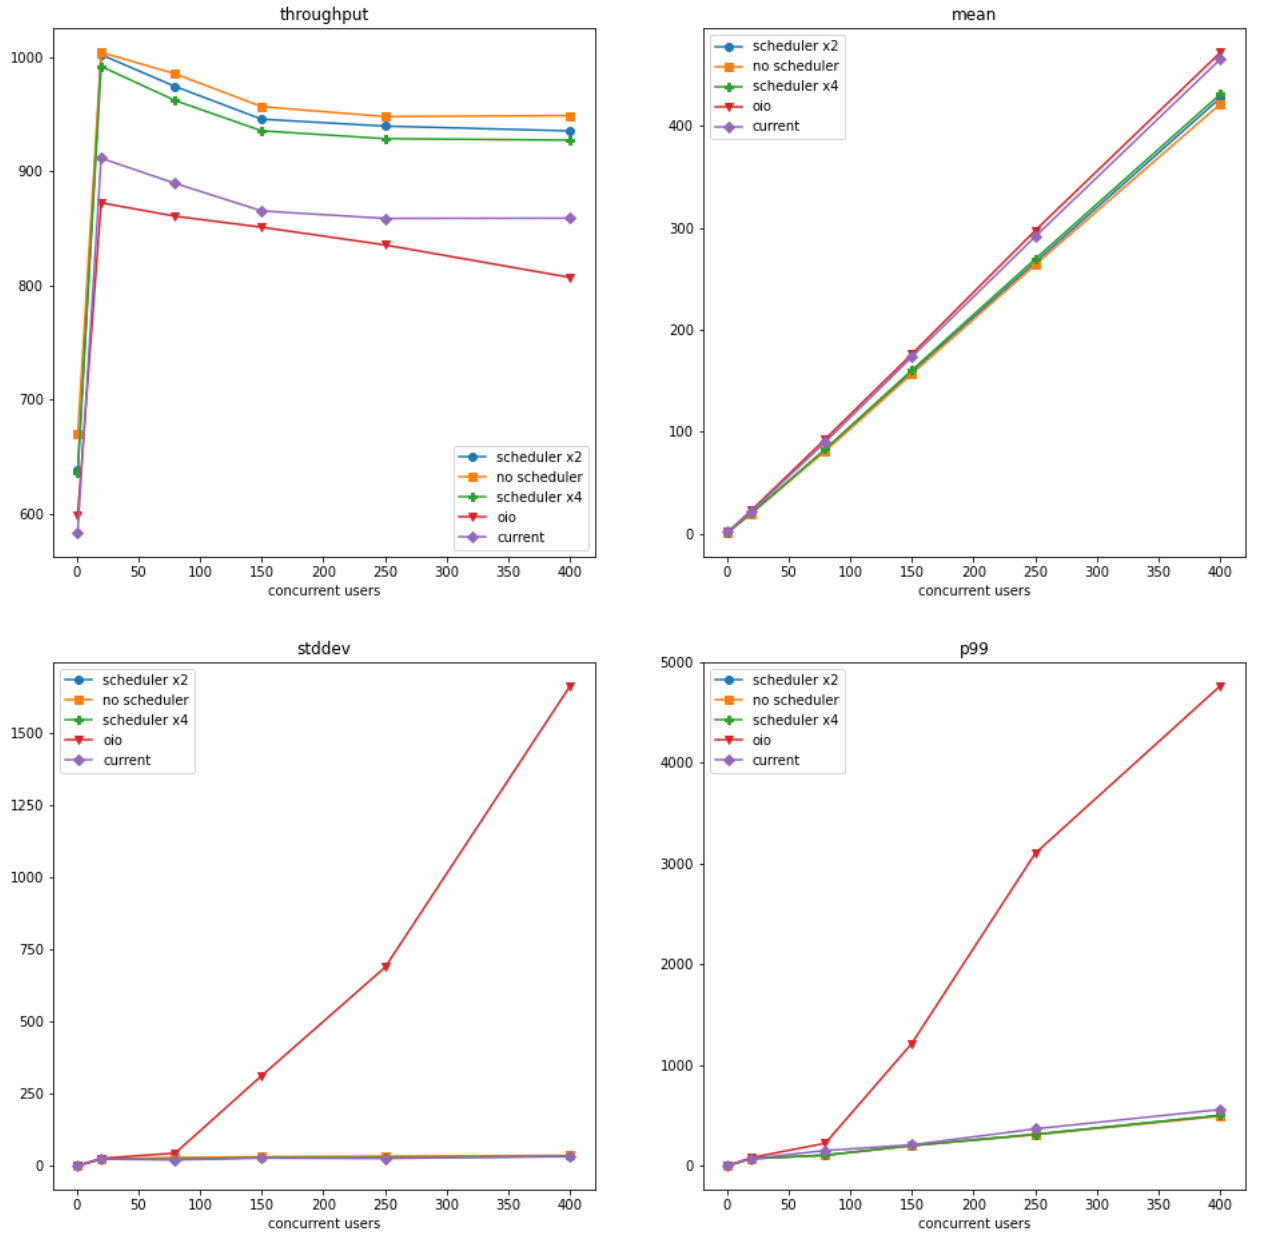 throughput
1000
900
800
700
600
scheduler x2
no scheduler
scheduler x4
oio
current
0 50 100 150 200 250 300 350 400
concurrent users
mean
scheduler x2
no scheduler
scheduler x4
oio
current
400
300
200
100
0
0 50 100 150 200 250 300 350 400
concurrent users
stddev
scheduler x2
no scheduler
scheduler x4
oio
current
1500
1250
1000
750
500
250
0
0 50 100 150 200 250 300 350 400
concurrent users
p99
5000
scheduler x2
no scheduler
scheduler x4
oio
current
4000
3000
2000
1000
0
0 50 100 150 200 250 300 350 400
concurrent users